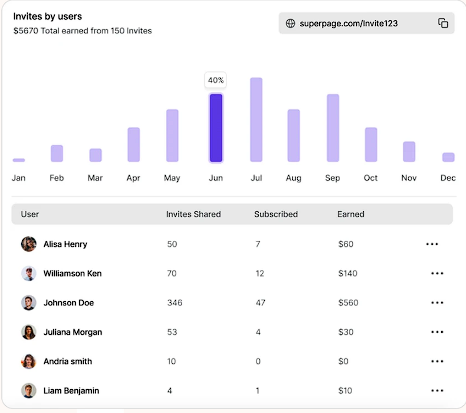 Invites by users
$5670 Total earned from 150 Invites
superpage.com/Invite123
40%
Jan Feb Mar Apr May Jun Jul Aug Sep Oct Nov Dec
User Invites Shared Subscribed Earned
Alisa Henry 50 7 $60
Williamson Ken 70 12 $140
Johnson Doe 346 47 $560
Juliana Morgan 53 4 $30
Andria smith 10 0 $0
Liam Benjamin 4 1 $10